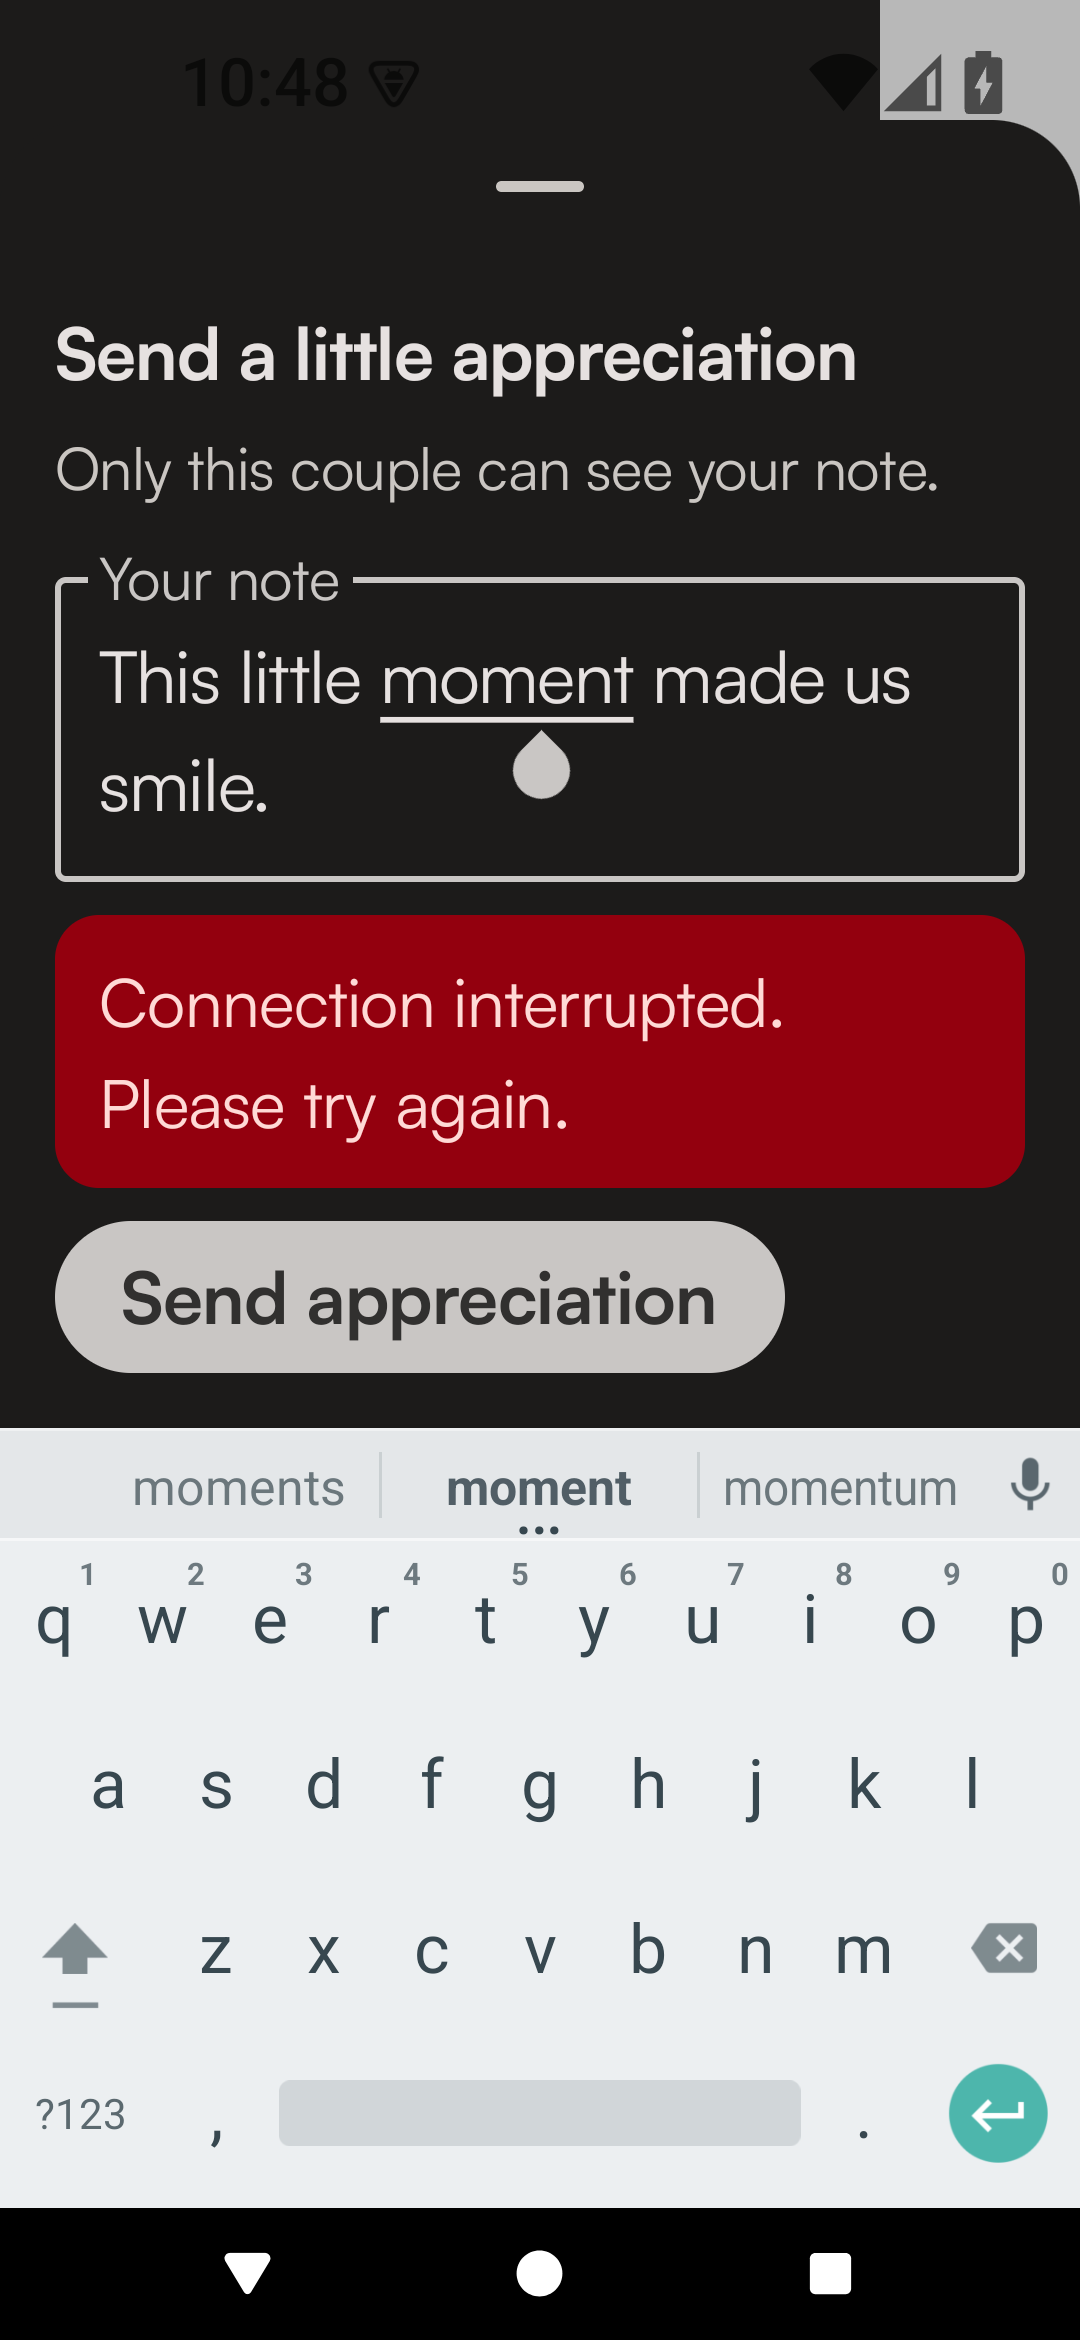 10:48
Send a little appreciation
Only this couple can see your note.
Your note
This little moment made us
smile.
Connection interrupted.
Please try again.
Send appreciation
moments moment momentum
1 2 3 4 5 6 7 8 9 0
q w e r t y u i o p
a s d f g h j k l
z x c v b n m
?123 , .